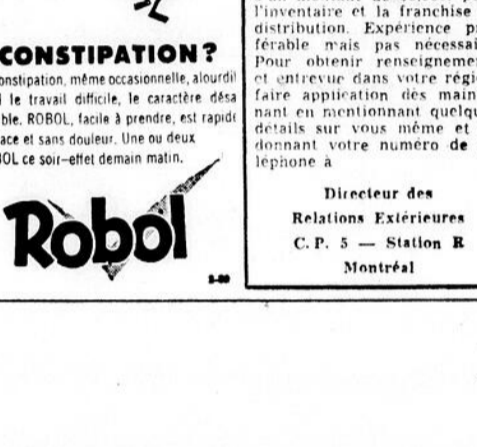 CONSTIPATION?
onstipation, même occasionnelle, alourdit
le travail difficile, le caractère désa
ble. ROBOL, facile à prendre, est rapide
ace et sans douleur. Une ou deux
OL ce soir—effet demain matin.
Robol
l'inventaire et la franchise
distribution. Expérience p
férable mais pas nécessai
Pour obtenir renseigneme
et entrevue dans votre régi
faire application dès main
nant en mentionnant quelqu
détails sur vous même et
donnant votre numéro de
léphone à
Directeur des
Relations Extérieures
C. P. 5 — Station R
Montréal